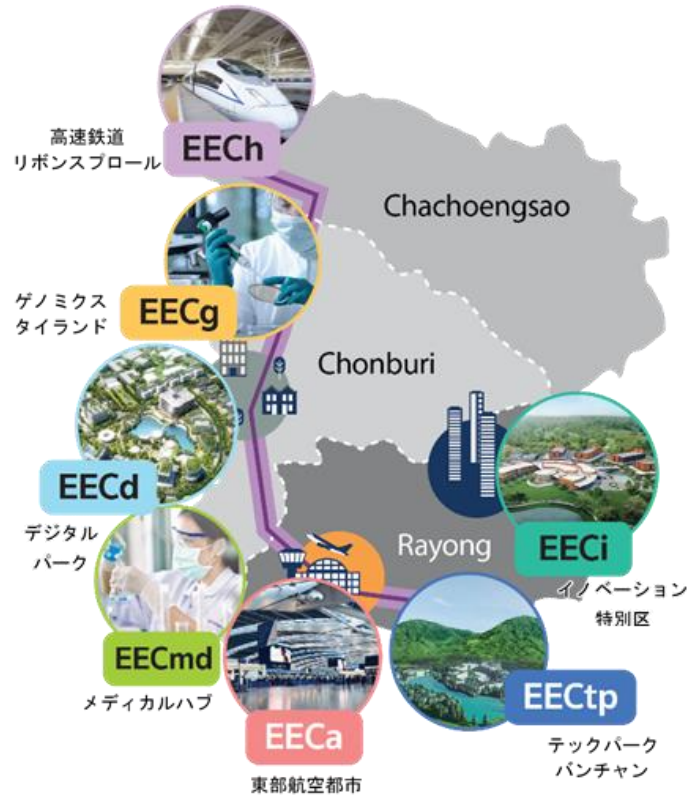 EECh
高速鉄道
リボンスプロール
Chachoengsao
EECg
ゲノミクス
タイランド
Chonburi
EECd
デジタル
パーク
Rayong
EECi
イノベーション
特別区
EECmd
メディカルハブ
EECa
東部航空都市
EECtp
テックパーク
バンチャン